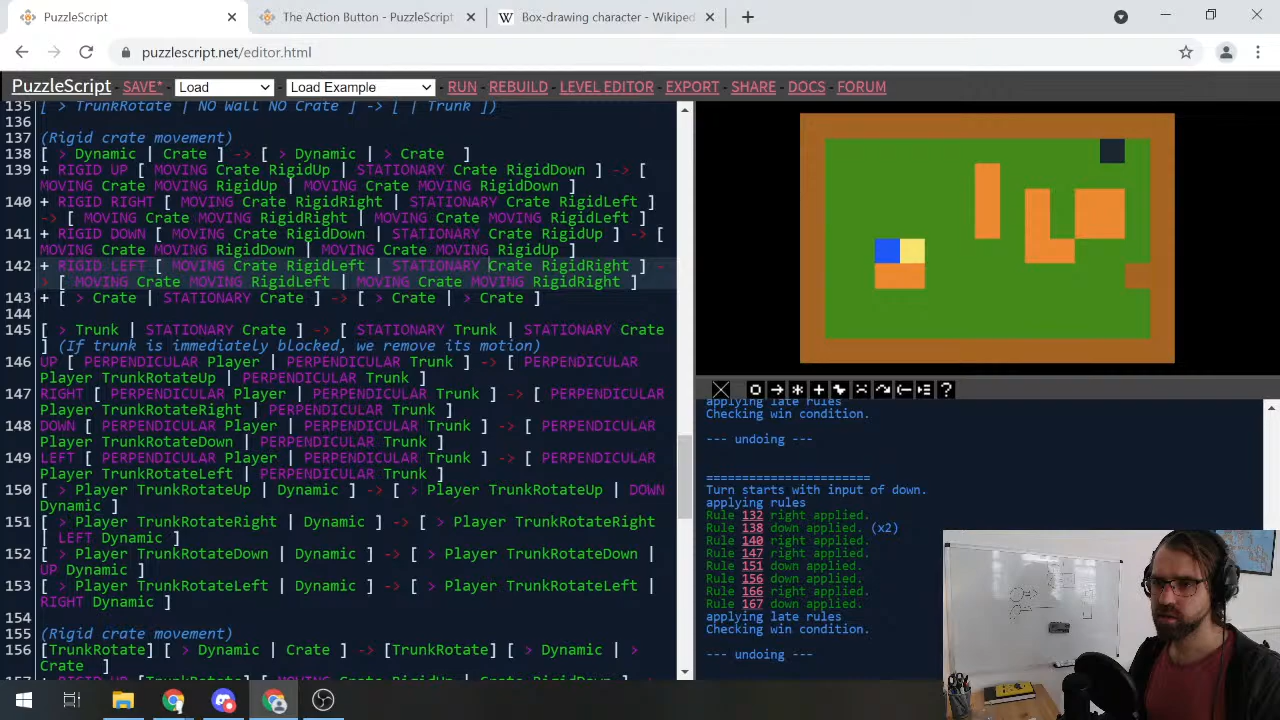 PuzzleScript
The Action Button - PuzzleScript
Box-drawing character - Wikiped
puzzlescript.net/editor.html
PuzzleScript - SAVE* - Load Load Example - RUN - REBUILD - LEVEL EDITOR - EXPORT - SHARE - DOCS - FORUM
135
[ > TrunkRotate | NO Wall NO Crate ] -> [ | Trunk ])
136
137 (Rigid crate movement)
138 [ > Dynamic | Crate ] -> [ > Dynamic | > Crate ]
139 + RIGID UP [ MOVING Crate RigidUp | STATIONARY Crate RigidDown ] -> [
MOVING Crate RigidUp | MOVING Crate RigidDown ]
140 + RIGID RIGHT [ MOVING Crate RigidRight | STATIONARY Crate RigidLeft ]
-> [ MOVING Crate MOVING RigidRight | MOVING Crate MOVING RigidLeft ]
141 + RIGID DOWN [ MOVING Crate RigidDown | STATIONARY Crate RigidUp ] -> [
MOVING Crate MOVING RigidDown | MOVING Crate MOVING RigidUp ]
142 + RIGID LEFT [ MOVING Crate RigidLeft | STATIONARY Crate RigidRight ] -
> [ MOVING Crate MOVING RigidLeft | MOVING Crate MOVING RigidRight ]
143 + [ > Crate | STATIONARY Crate ] -> [ > Crate | > Crate ]
144
145 [ > Trunk | STATIONARY Crate ] -> [ STATIONARY Trunk | STATIONARY Crate
] (If trunk is immediately blocked, we remove its motion)
146 UP [ PERPENDICULAR Player | PERPENDICULAR Trunk ] -> [ PERPENDICULAR
Player TrunkRotateUp | PERPENDICULAR Trunk ]
147 RIGHT [ PERPENDICULAR Player | PERPENDICULAR Trunk ] -> [ PERPENDICULAR
Player TrunkRotateRight | PERPENDICULAR Trunk ]
148 DOWN [ PERPENDICULAR Player | PERPENDICULAR Trunk ] -> [ PERPENDICULAR
Player TrunkRotateDown | PERPENDICULAR Trunk ]
149 LEFT [ PERPENDICULAR Player | PERPENDICULAR Trunk ] -> [ PERPENDICULAR
Player TrunkRotateLeft | PERPENDICULAR Trunk ]
150 [ > Player TrunkRotateUp | Dynamic ] -> [ > Player TrunkRotateUp | DOWN
Dynamic ]
151 [ > Player TrunkRotateRight | Dynamic ] -> [ > Player TrunkRotateRight
| LEFT Dynamic ]
152 [ > Player TrunkRotateDown | Dynamic ] -> [ > Player TrunkRotateDown |
UP Dynamic ]
153 [ > Player TrunkRotateLeft | Dynamic ] -> [ > Player TrunkRotateLeft |
RIGHT Dynamic ]
154
155 (Rigid crate movement)
156 [TrunkRotate] [ > Dynamic | Crate ] -> [TrunkRotate] [ > Dynamic | >
Crate ]
applying late rules
Checking win condition.
--- undoing ---
=======================
Turn starts with input of down.
applying rules
Rule 132 right applied.
Rule 138 down applied. (x2)
Rule 140 right applied.
Rule 147 right applied.
Rule 151 down applied.
Rule 156 down applied.
Rule 166 right applied.
Rule 167 down applied.
applying late rules
Checking win condition.
--- undoing ---